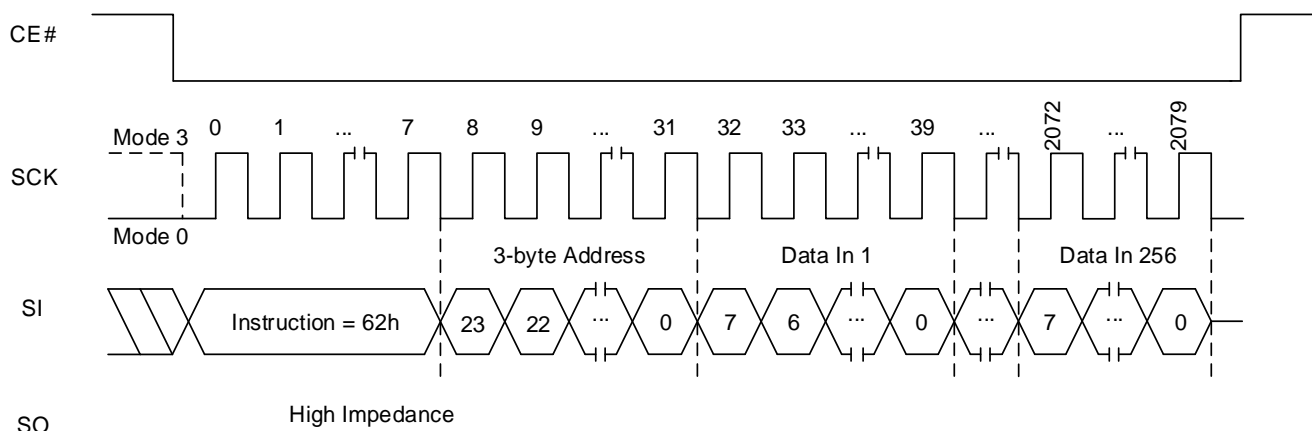 CE#
Mode 3
0 1 ... 7 8 9 ... 31 32 33 ... 39 ... 2072 ... 2079
SCK
Mode 0
3-byte Address Data In 1 Data In 256
SI
Instruction = 62h 23 22 ... 0 7 6 ... 0 ... 7 ... 0
High Impedance
SO